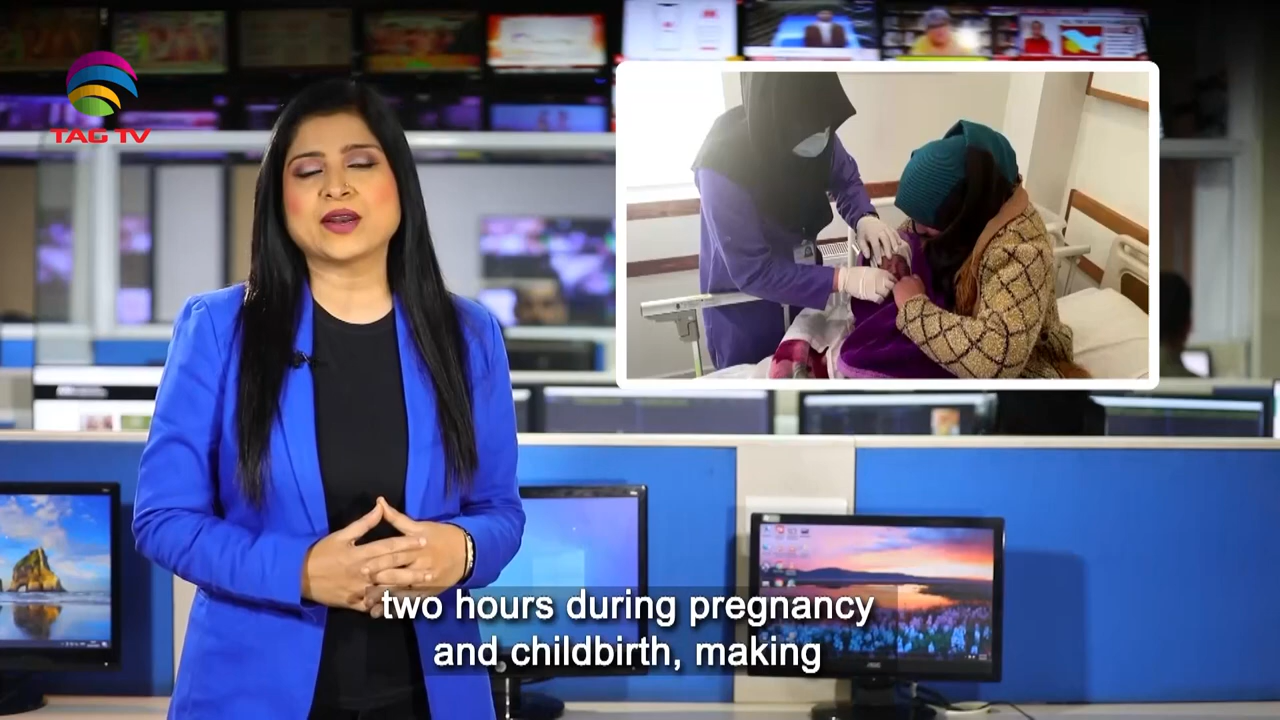 TAG TV
two hours during pregnancy
and childbirth, making